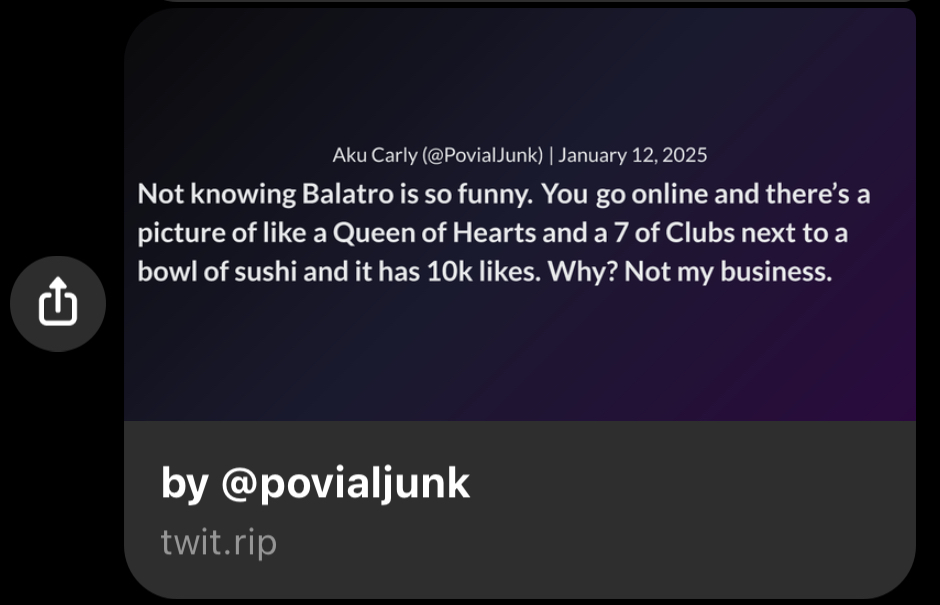 Aku Carly (@PovialJunk) | January 12, 2025
Not knowing Balatro is so funny. You go online and there’s a
picture of like a Queen of Hearts and a 7 of Clubs next to a
bowl of sushi and it has 10k likes. Why? Not my business.
by @povialjunk
twit.rip